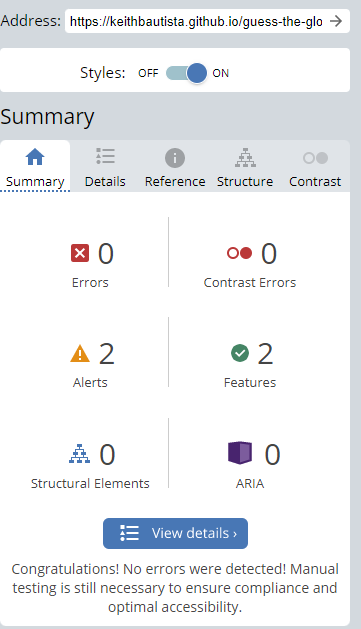 Address: https://keithbautista.github.io/guess-the-glo
Styles: OFF ON
Summary
Summary Details Reference Structure Contrast
0 0
Errors Contrast Errors
2 2
Alerts Features
0 0
Structural Elements ARIA
View details ›
Congratulations! No errors were detected! Manual
testing is still necessary to ensure compliance and
optimal accessibility.